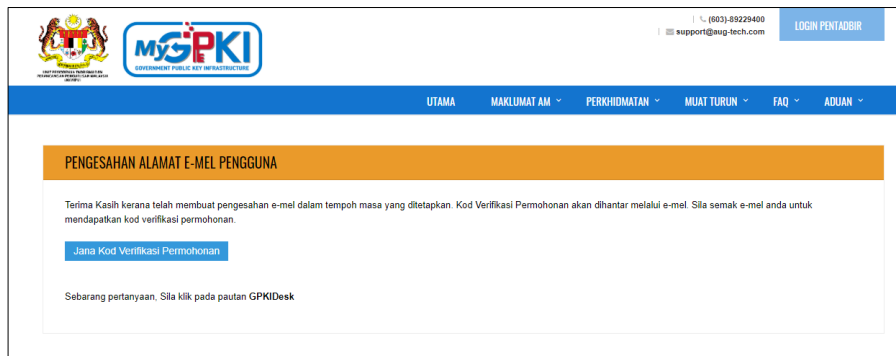 (603)-89229400
support@aug-tech.com
LOGIN PENTADBIR
MyGPKI
GOVERNMENT PUBLIC KEY INFRASTRUCTURE
UTAMA MAKLUMAT AM PERKHIDMATAN MUAT TURUN FAQ ADUAN
PENGESAHAN ALAMAT E-MEL PENGGUNA
Terima Kasih kerana telah membuat pengesahan e-mel dalam tempoh masa yang ditetapkan. Kod Verifikasi Permohonan akan dihantar melalui e-mel. Sila semak e-mel anda untuk
mendapatkan kod verifikasi permohonan.
Jana Kod Verifikasi Permohonan
Sebarang pertanyaan, Sila klik pada pautan GPKIDesk